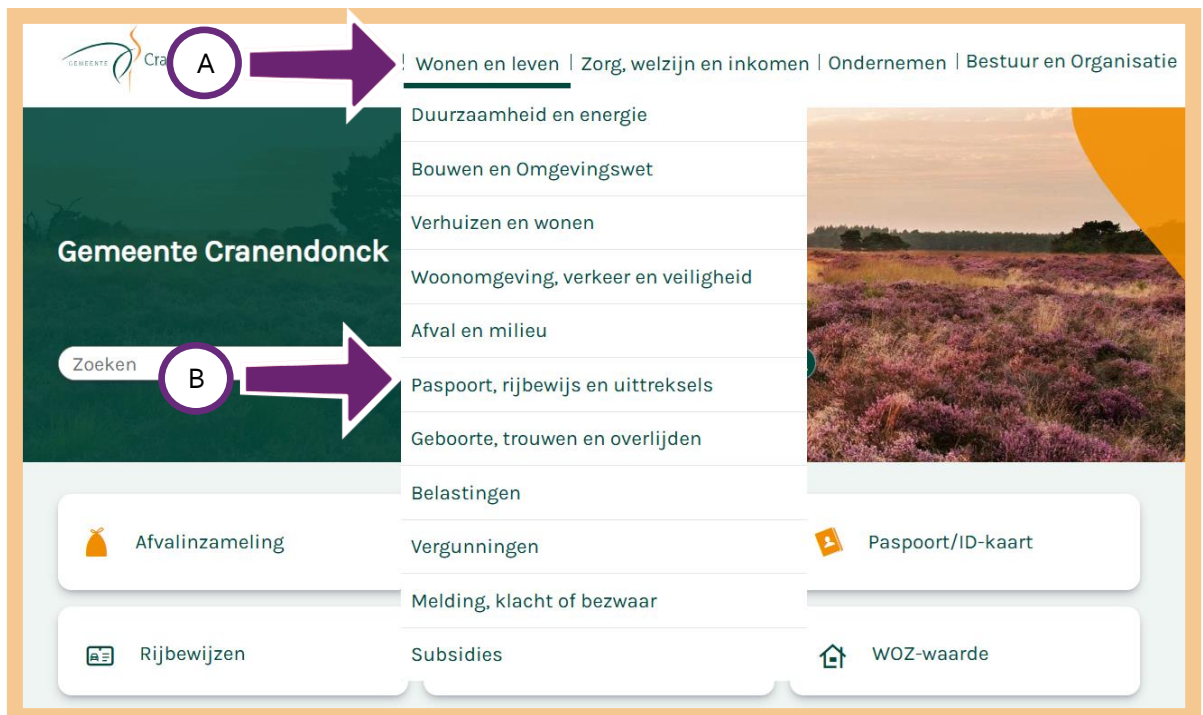 GEMEENTE
Cra
A
Wonen en leven | Zorg, welzijn en inkomen | Ondernemen | Bestuur en Organisatie
Duurzaamheid en energie
Bouwen en Omgevingswet
Verhuizen en wonen
Gemeente Cranendonck
Woonomgeving, verkeer en veiligheid
Afval en milieu
Zoeken
B
Paspoort, rijbewijs en uittreksels
Geboorte, trouwen en overlijden
Belastingen
Afvalinzameling
Vergunningen
Paspoort/ID-kaart
Melding, klacht of bezwaar
Rijbewijzen
Subsidies
WOZ-waarde